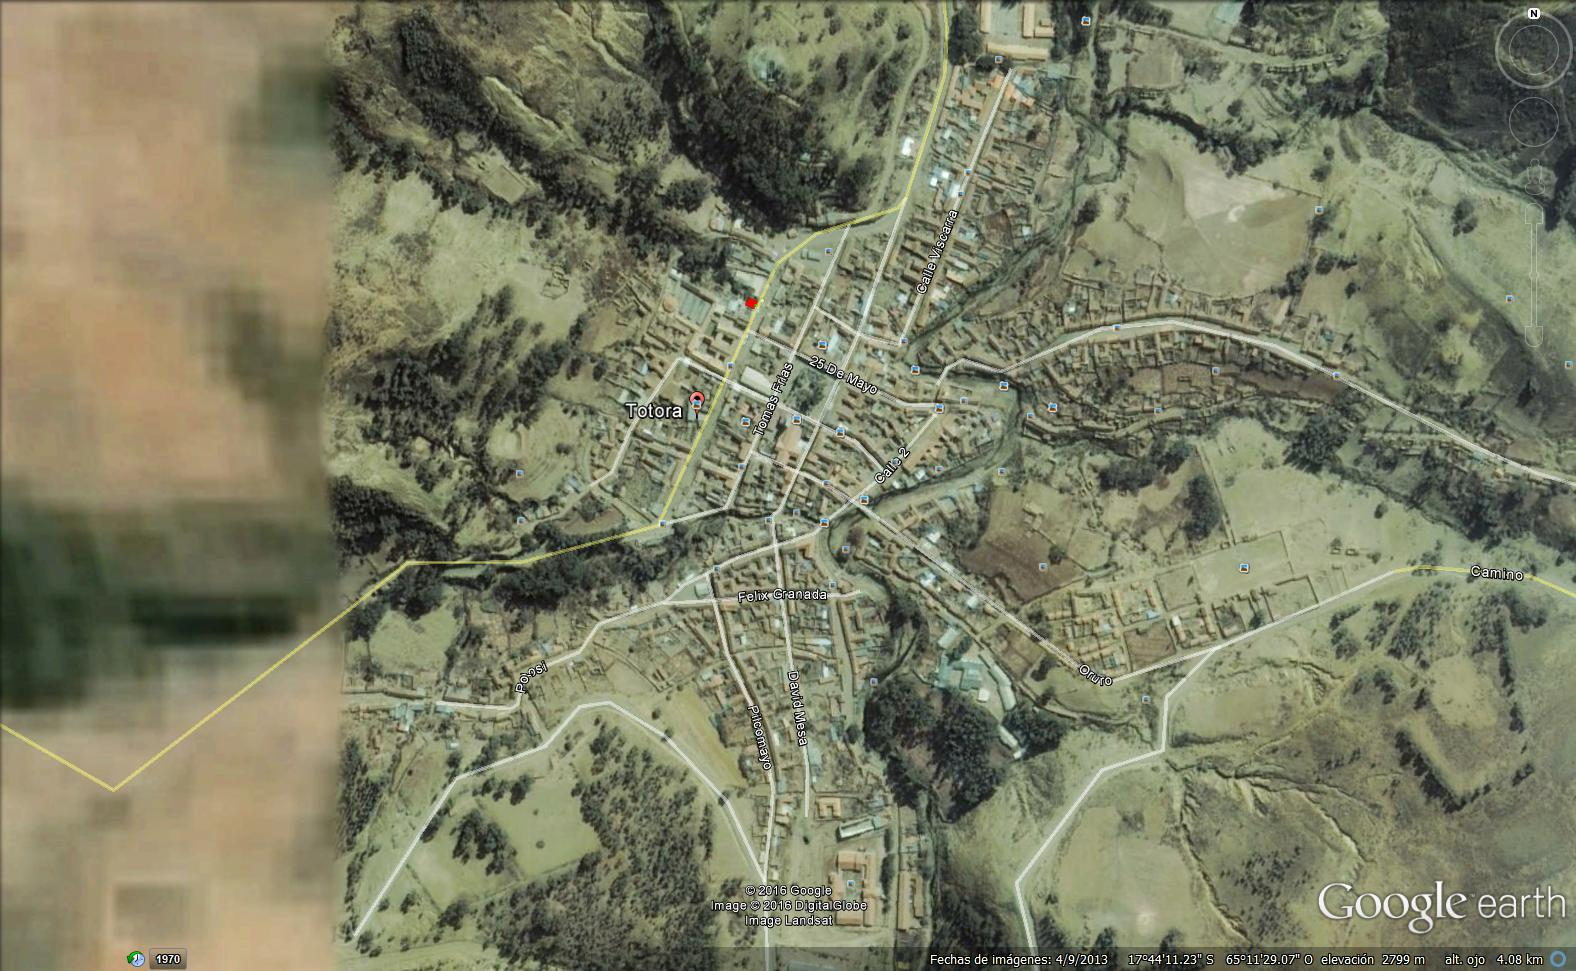 N
Calle Viscarra
25 De Mayo
Tomas Frias
Totora
Calle 2
Camino
Felix Granada
Oruro
David Mesa
Pilcomayo
© 2016 Google
Image © 2016 DigitalGlobe
Image Landsat
Google earth
1970
Fechas de imágenes: 4/9/2013 17°44'11.23" S 65°11'29.07" O elevación 2799 m alt. ojo 4.08 km